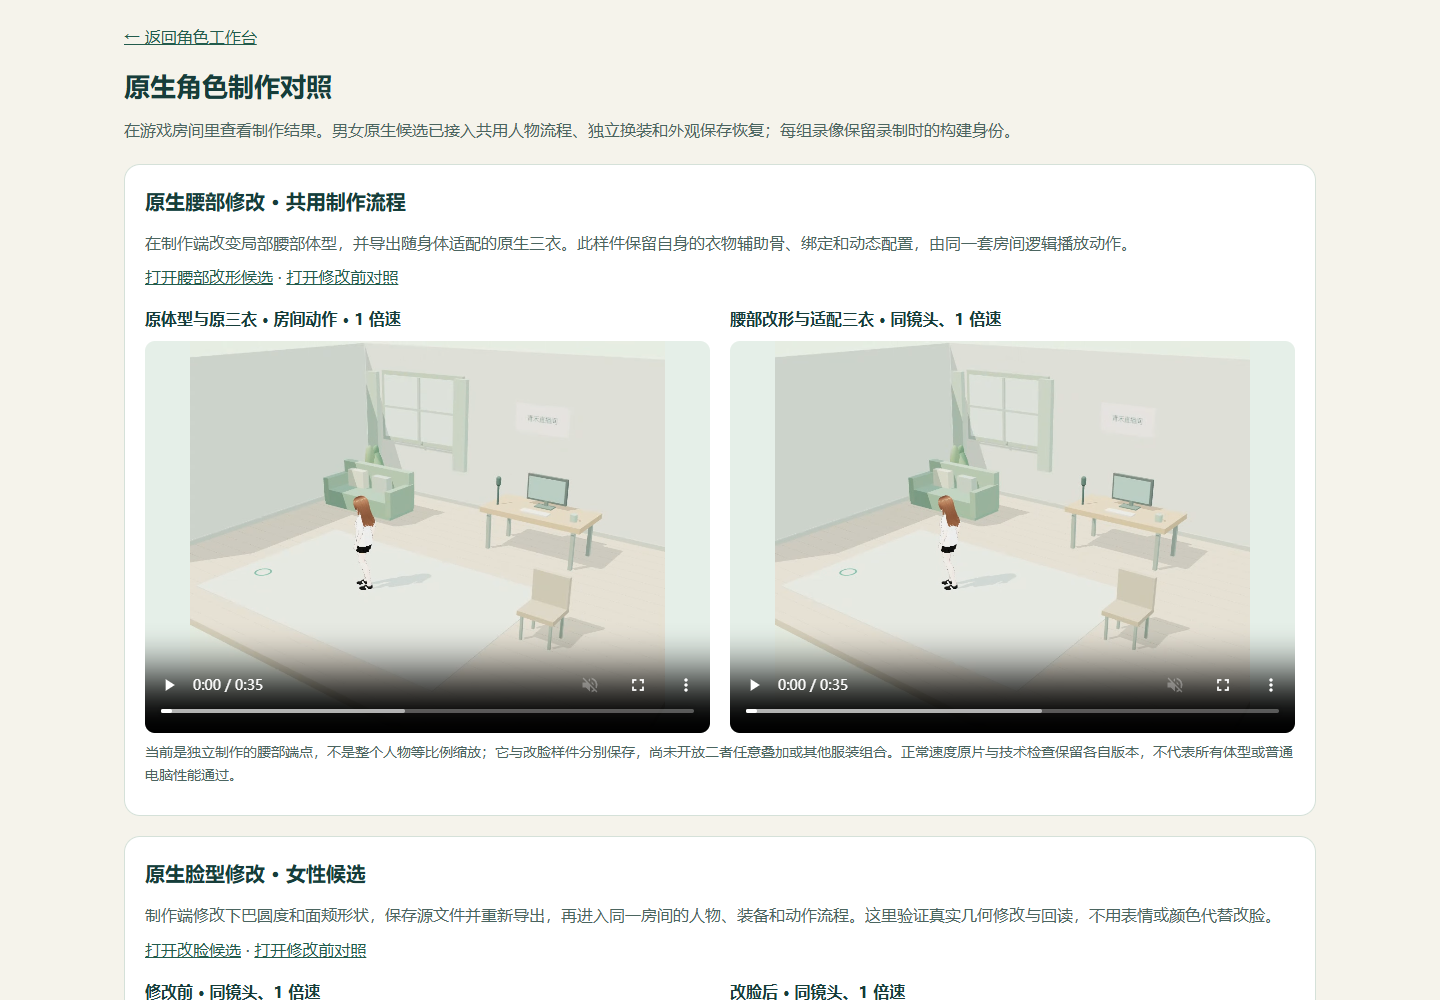 ← 返回角色工作台
原生角色制作对照
在游戏房间里查看制作结果。男女原生候选已接入共用人物流程、独立换装和外观保存恢复；每组录像保留录制时的构建身份。
原生腰部修改 • 共用制作流程
在制作端改变局部腰部体型，并导出随身体适配的原生三衣。此样件保留自身的衣物辅助骨、绑定和动态配置，由同一套房间逻辑播放动作。
打开腰部改形候选 · 打开修改前对照
原体型与原三衣 • 房间动作 • 1 倍速
腰部改形与适配三衣 • 同镜头、1 倍速
0:00 / 0:35
0:00 / 0:35
当前是独立制作的腰部端点，不是整个人物等比例缩放；它与改脸样件分别保存，尚未开放二者任意叠加或其他服装组合。正常速度原片与技术检查保留各自版本，不代表所有体型或普通
电脑性能通过。
原生脸型修改 • 女性候选
制作端修改下巴圆度和面颊形状，保存源文件并重新导出，再进入同一房间的人物、装备和动作流程。这里验证真实几何修改与回读，不用表情或颜色代替改脸。
打开改脸候选 · 打开修改前对照
修改前 • 同镜头、1 倍速
改脸后 • 同镜头、1 倍速